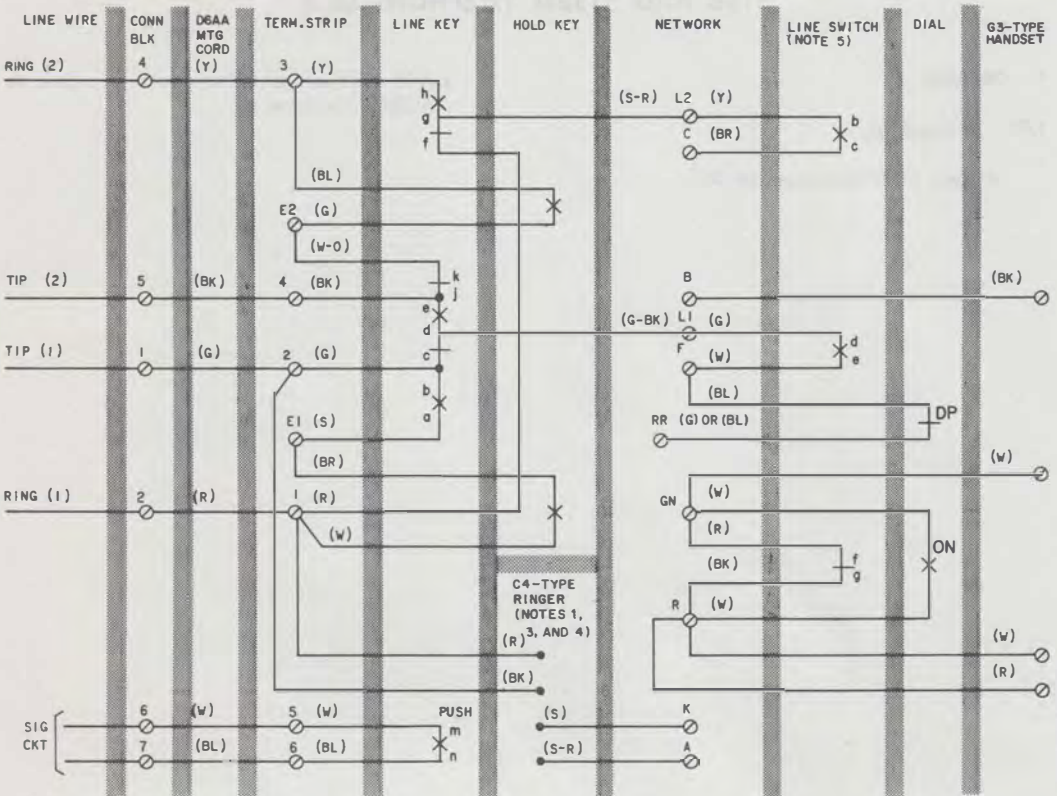 LINE WIRE CONN BLK D6AA MTG CORD TERM.STRIP LINE KEY HOLD KEY NETWORK LINE SWITCH (NOTE 5) DIAL G3-TYPE HANDSET
RING (2) 4 (Y) 3 (Y)
h
g (S-R) L2 (Y) b
f C (BR) c
(BL)
E2 (G)
(W-O)
k
TIP (2) 5 (BK) 4 (BK) j B (BK)
e
d (G-BK) L1 (G) d
TIP (1) 1 (G) 2 (G) c F (W) e
b (BL)
a DP
E1 (S) RR (G) OR (BL)
(BR) (W)
RING (1) 2 (R) 1 (R) GN (W)
(W) (R)
(BK) f ON
g
C4-TYPE
RINGER
(NOTES 1,
3, AND 4)
R (W)
(R) (W)
(BK) (R)
SIG CKT 6 (W) 5 (W) PUSH m (S) K
7 (BL) 6 (BL) n (S-R) A